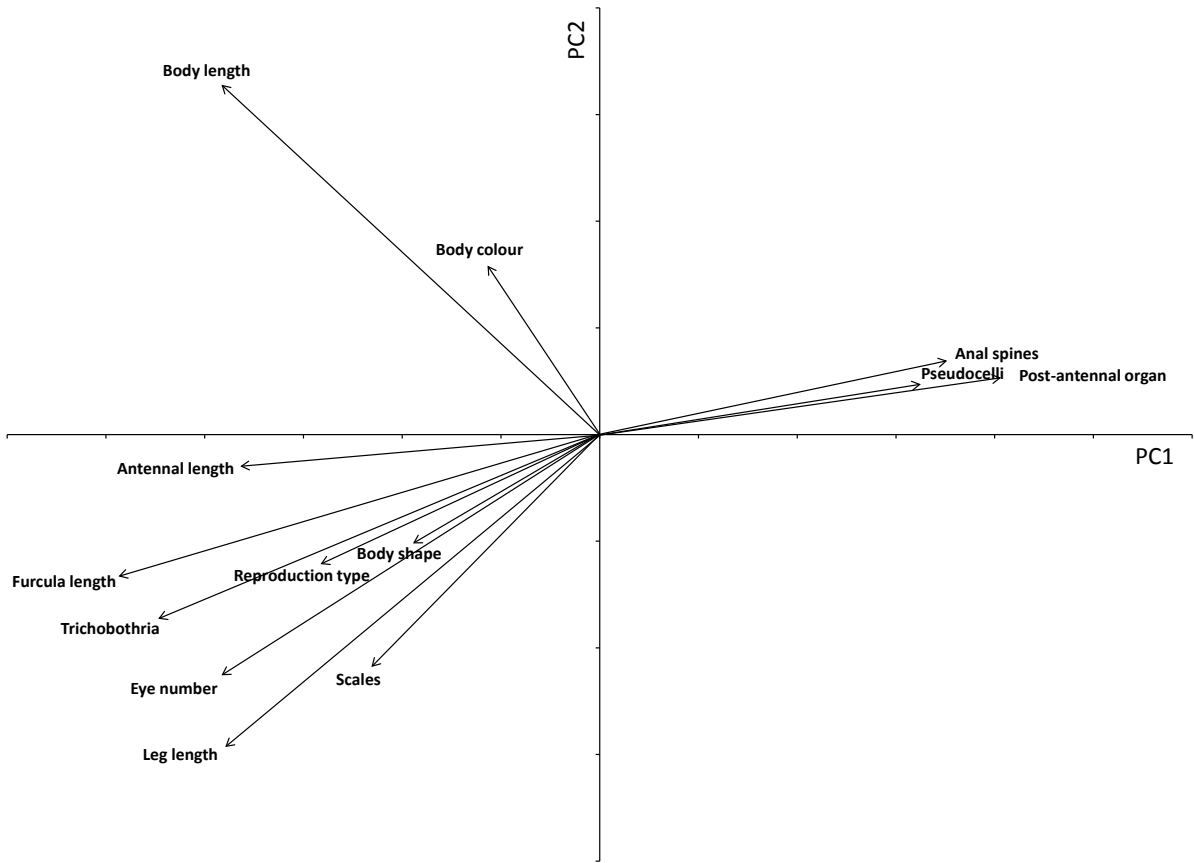 PC2
Body length
Body colour
Anal spines
Pseudocelli
Post-antennal organ
PC1
Antennal length
Body shape
Reproduction type
Furcula length
Trichobothria
Scales
Eye number
Leg length